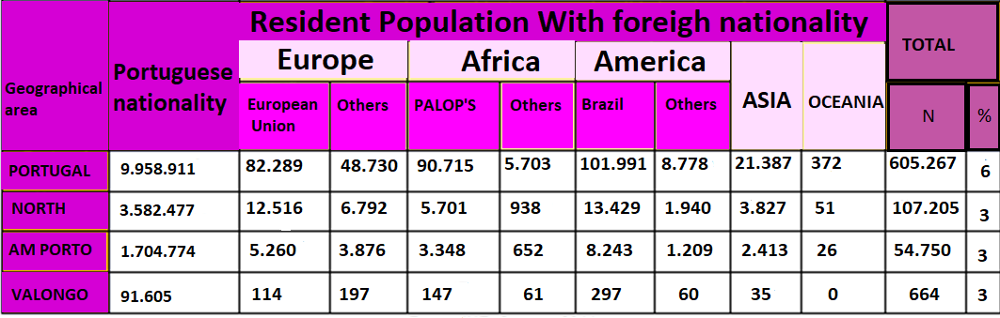 Resident Population With foreigh nationality
TOTAL
Geographical
area
Portuguese
nationality
Europe
Africa
America
ASIA
OCEANIA
European
Union
Others
PALOP'S
Others
Brazil
Others
N
%
PORTUGAL 9.958.911 82.289 48.730 90.715 5.703 101.991 8.778 21.387 372 605.267 6
NORTH 3.582.477 12.516 6.792 5.701 938 13.429 1.940 3.827 51 107.205 3
AM PORTO 1.704.774 5.260 3.876 3.348 652 8.243 1.209 2.413 26 54.750 3
VALONGO 91.605 114 197 147 61 297 60 35 0 664 3